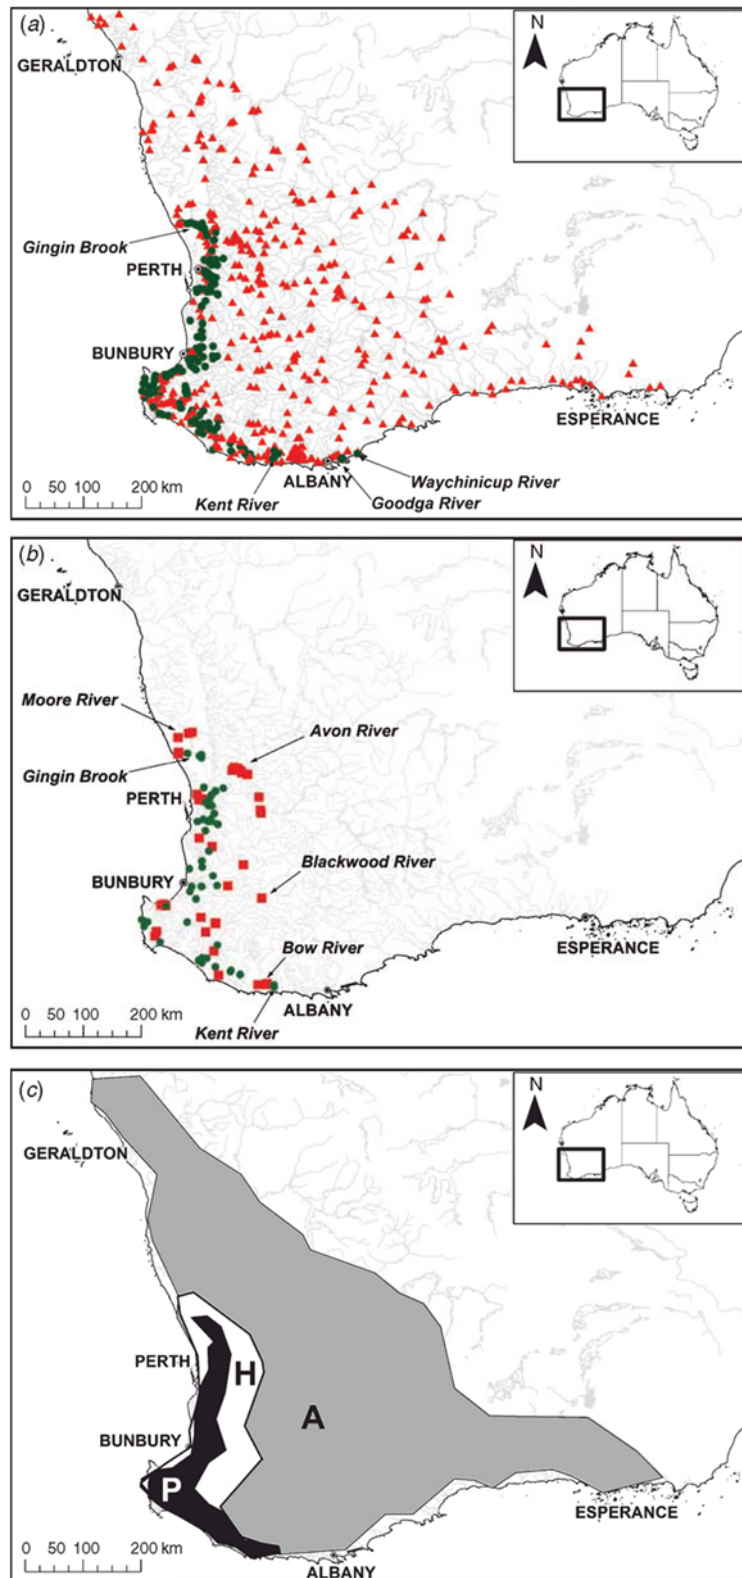 (a)
N
GERALDTON
Gingin Brook
PERTH
BUNBURY
ESPERANCE
Waychinicup River
ALBANY
Goodga River
Kent River
0 50 100 200 km
(b)
N
GERALDTON
Moore River
Avon River
Gingin Brook
PERTH
Blackwood River
BUNBURY
Bow River
ESPERANCE
ALBANY
Kent River
0 50 100 200 km
(c)
N
GERALDTON
PERTH
H
A
BUNBURY
P
ESPERANCE
ALBANY
0 50 100 200 km